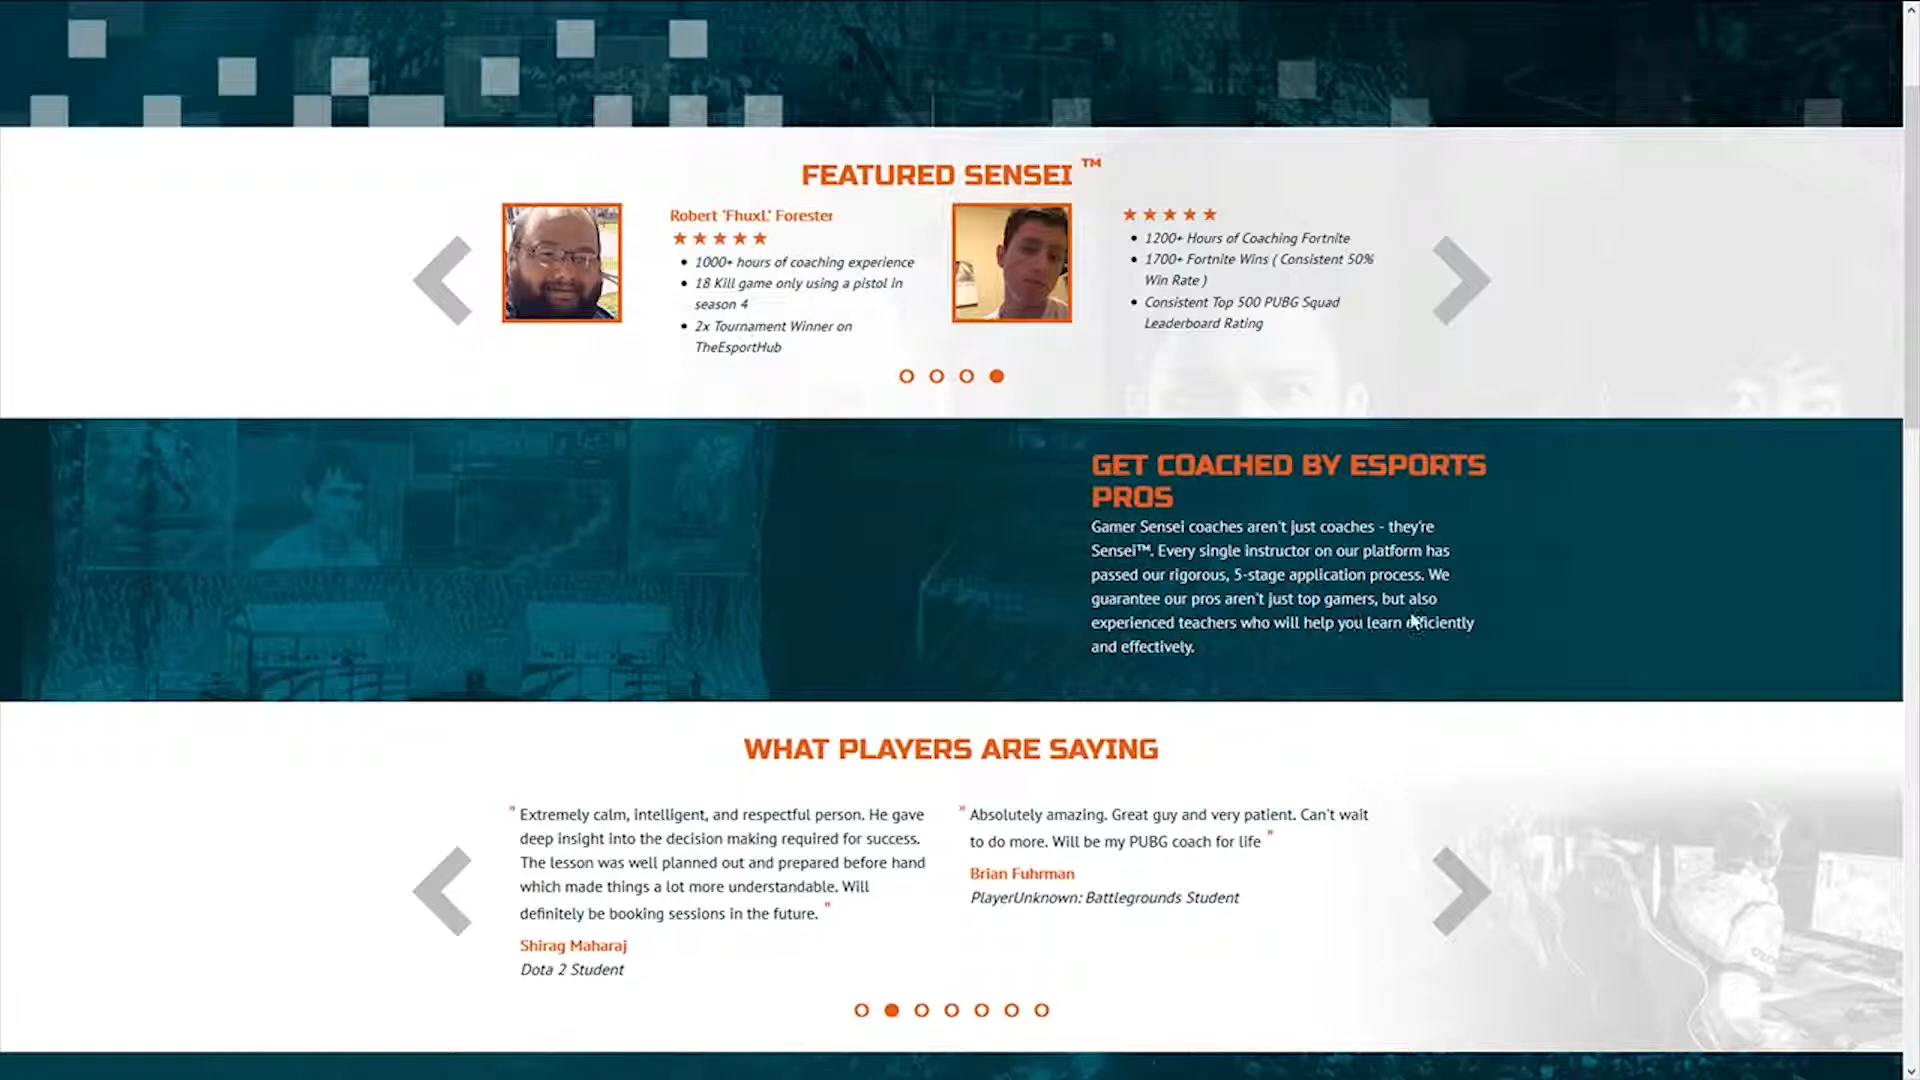 FEATURED SENSEI ™
Robert 'FhuxL' Forester
1000+ hours of coaching experience
18 Kill game only using a pistol in
season 4
2x Tournament Winner on
TheEsportHub
1200+ Hours of Coaching Fortnite
1700+ Fortnite Wins ( Consistent 50%
Win Rate )
Consistent Top 500 PUBG Squad
Leaderboard Rating
GET COACHED BY ESPORTS
PROS
Gamer Sensei coaches aren't just coaches - they're
Sensei™. Every single instructor on our platform has
passed our rigorous, 5-stage application process. We
guarantee our pros aren't just top gamers, but also
experienced teachers who will help you learn efficiently
and effectively.
WHAT PLAYERS ARE SAYING
" Extremely calm, intelligent, and respectful person. He gave
deep insight into the decision making required for success.
The lesson was well planned out and prepared before hand
which made things a lot more understandable. Will
definitely be booking sessions in the future. "
Shirag Maharaj
Dota 2 Student
" Absolutely amazing. Great guy and very patient. Can't wait
to do more. Will be my PUBG coach for life "
Brian Fuhrman
PlayerUnknown: Battlegrounds Student